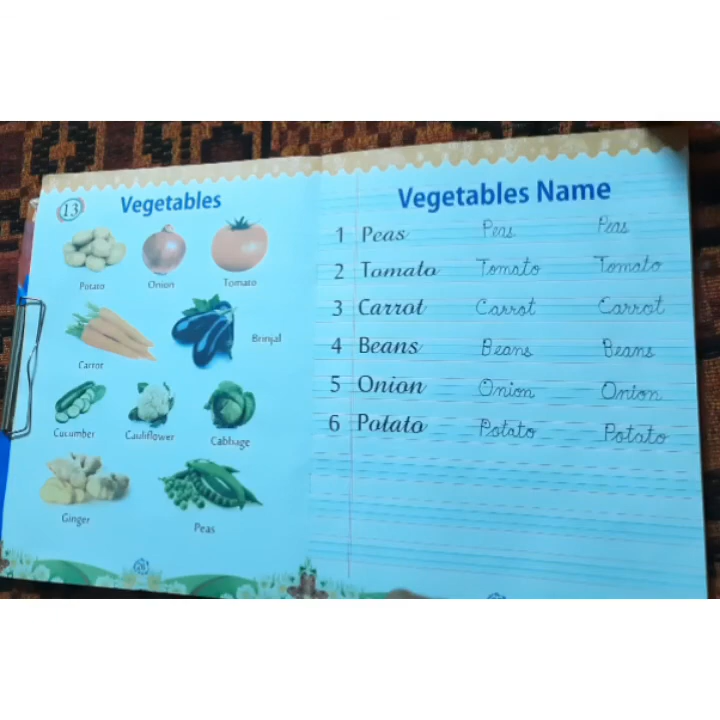 13
Vegetables
Potato Onion Tomato
Brinjal
Carrot
Cucumber Cauliflower Cabbage
Ginger
Peas
Vegetables Name
1 Peas Peas Peas
2 Tomato Tomato Tomato
3 Carrot Carrot Carrot
4 Beans Beans Beans
5 Onion Onion Onion
6 Potato Potato Potato